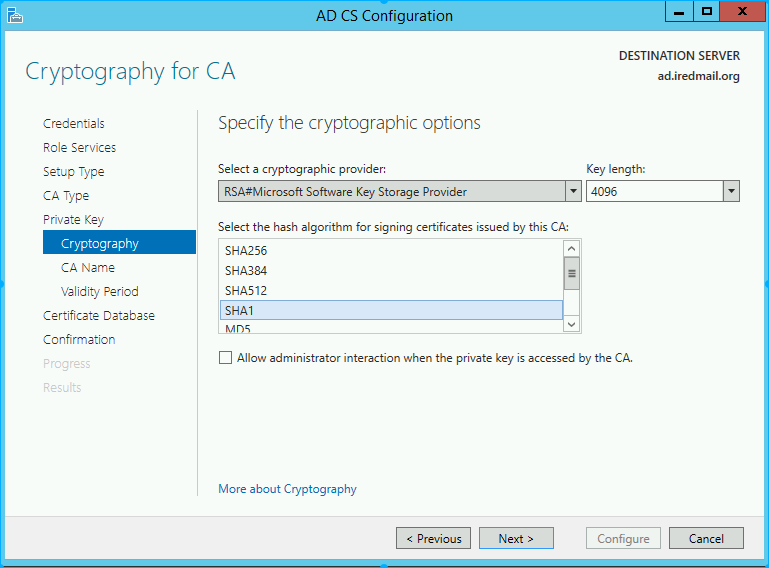 AD CS Configuration
Cryptography for CA
DESTINATION SERVER
ad.iredmail.org
Credentials
Role Services
Setup Type
CA Type
Private Key
Cryptography
CA Name
Validity Period
Certificate Database
Confirmation
Progress
Results
Specify the cryptographic options
Select a cryptographic provider:
Key length:
RSA#Microsoft Software Key Storage Provider
4096
Select the hash algorithm for signing certificates issued by this CA:
SHA256
SHA384
SHA512
SHA1
MD5
Allow administrator interaction when the private key is accessed by the CA.
More about Cryptography
< Previous
Next >
Configure
Cancel